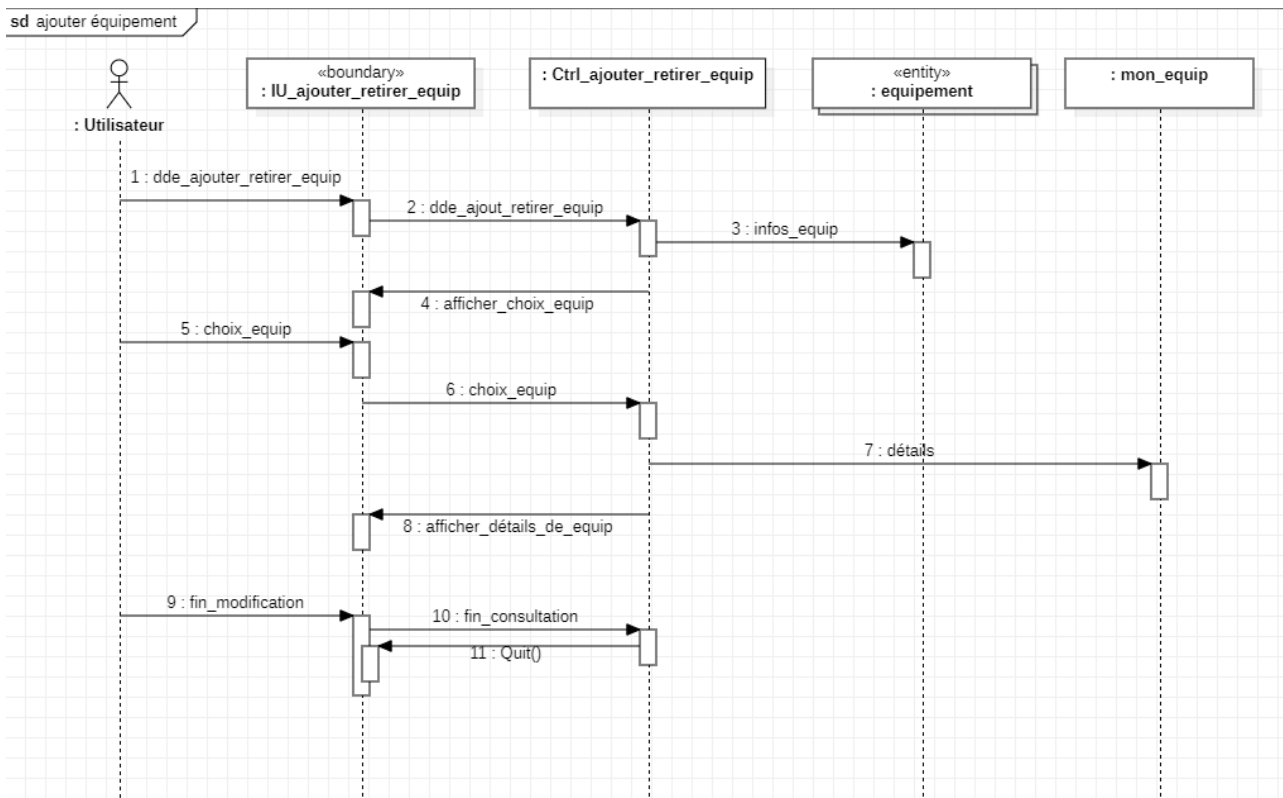 sd ajouter équipement
: Utilisateur
«boundary»
: IU_ajouter_retirer_equip
: Ctrl_ajouter_retirer_equip
«entity»
: equipement
: mon_equip
1 : dde_ajouter_retirer_equip
2 : dde_ajout_retirer_equip
3 : infos_equip
4 : afficher_choix_equip
5 : choix_equip
6 : choix_equip
7 : détails
8 : afficher_détails_de_equip
9 : fin_modification
10 : fin_consultation
11 : Quit()